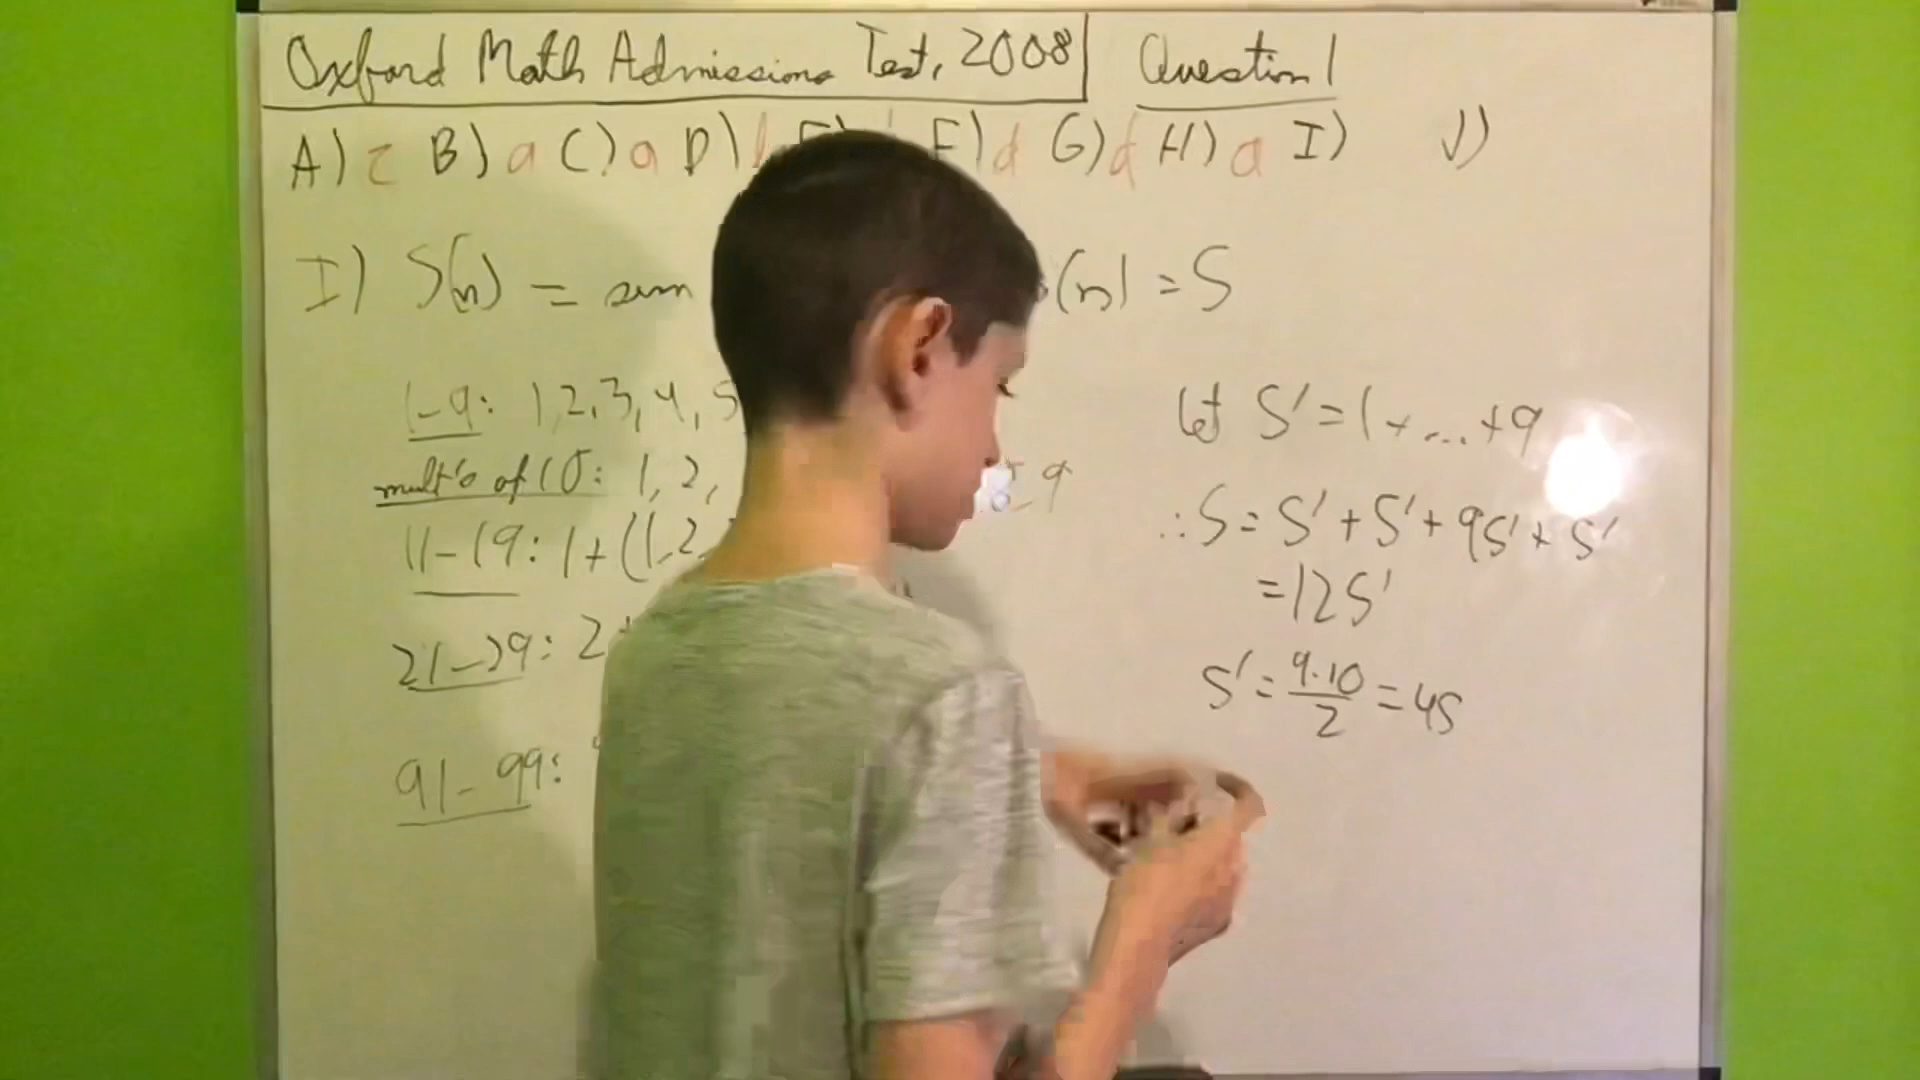 Oxford Math Admissions Test, 2008 Question 1
A) c B) a C) a D) F) d G) d H) a I) J)
I) S(n) = sum (n) = S
1-9: 1,2,3,4,5
let S' = 1 + ... + 9
mult's of 10: 1, 2, 9
∴ S = S' + S' + 9S' + S'
11-19: 1 + (1,2,
= 12S'
21-29: 2+
S' = 9·10/2 = 45
91-99: